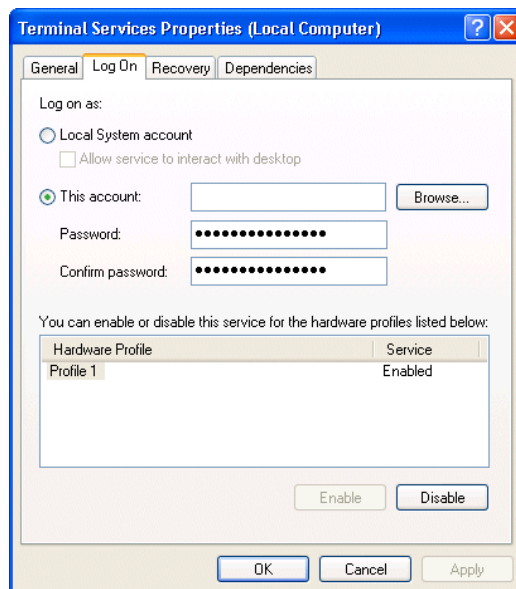 Terminal Services Properties (Local Computer)
General Log On Recovery Dependencies
Log on as:
Local System account
Allow service to interact with desktop
This account:
Browse...
Password: •••••••••••••••
Confirm password: •••••••••••••••
You can enable or disable this service for the hardware profiles listed below:
Hardware Profile Service
Profile 1 Enabled
Enable Disable
OK Cancel Apply